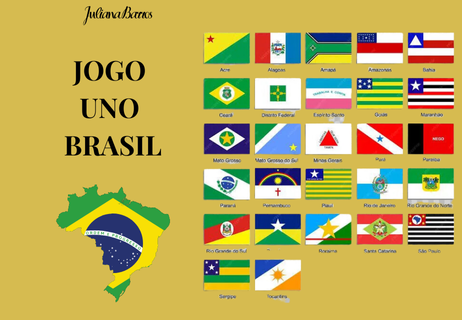 JulianaBarros
JOGO
UNO
BRASIL
Acre
Alagoas
Amapá
Amazonas
Bahia
Ceará
Distrito Federal
Espírito Santo
Goiás
Maranhão
Mato Grosso
Mato Grosso do Sul
Minas Gerais
Pará
Paraíba
NEGO
Paraná
Pernambuco
Piauí
Rio de Janeiro
Rio Grande do Norte
Rio Grande do Sul
Roraima
Santa Catarina
São Paulo
Sergipe
Tocantins